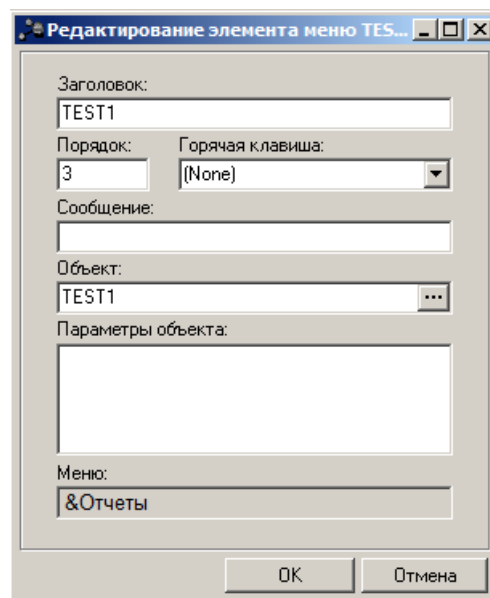 Редактирование элемента меню TES...
Заголовок:
TEST1
Порядок: Горячая клавиша:
3 (None)
Сообщение:
Объект:
TEST1 ...
Параметры объекта:
Меню:
&Отчеты
OK Отмена